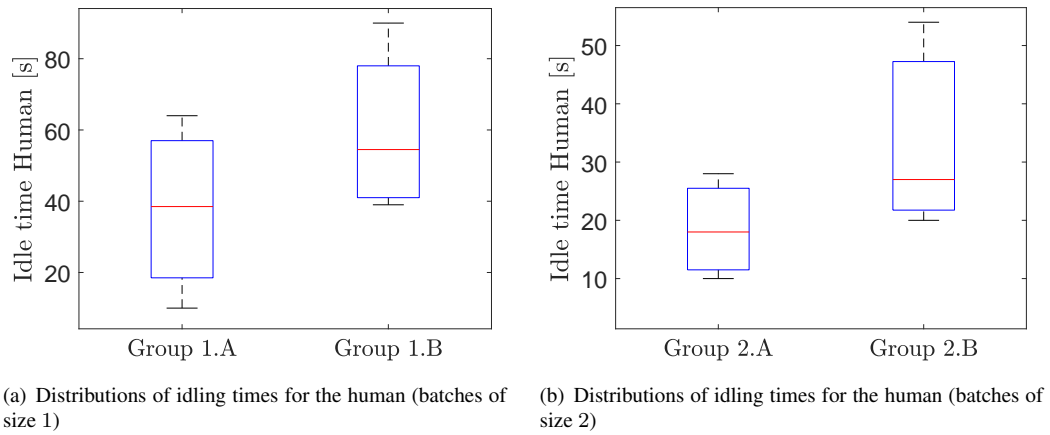 Idle time Human [s]
80
60
40
20
Group 1.A
Group 1.B
(a) Distributions of idling times for the human (batches of
size 1)
Idle time Human [s]
50
40
30
20
10
Group 2.A
Group 2.B
(b) Distributions of idling times for the human (batches of
size 2)